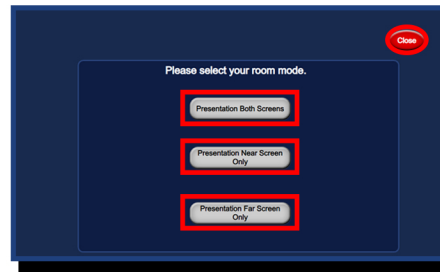 Close
Please select your room mode.
Presentation Both Screens
Presentation Near Screen
Only
Presentation Far Screen
Only